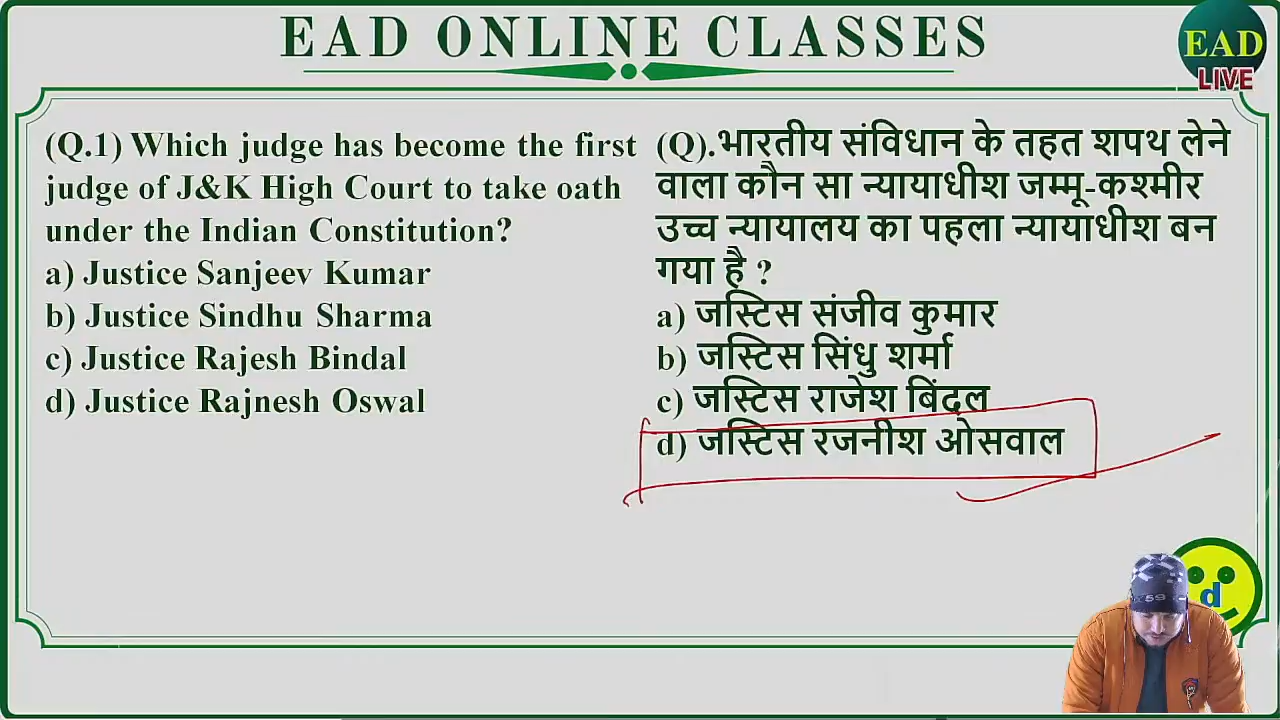 EAD ONLINE CLASSES
EAD
LIVE
(Q.1) Which judge has become the first
judge of J&K High Court to take oath
under the Indian Constitution?
a) Justice Sanjeev Kumar
b) Justice Sindhu Sharma
c) Justice Rajesh Bindal
d) Justice Rajnesh Oswal
(Q).भारतीय संविधान के तहत शपथ लेने
वाला कौन सा न्यायाधीश जम्मू-कश्मीर
उच्च न्यायालय का पहला न्यायाधीश बन
गया है ?
a) जस्टिस संजीव कुमार
b) जस्टिस सिंधु शर्मा
c) जस्टिस राजेश बिंदल
d) जस्टिस रजनीश ओसवाल
d
59